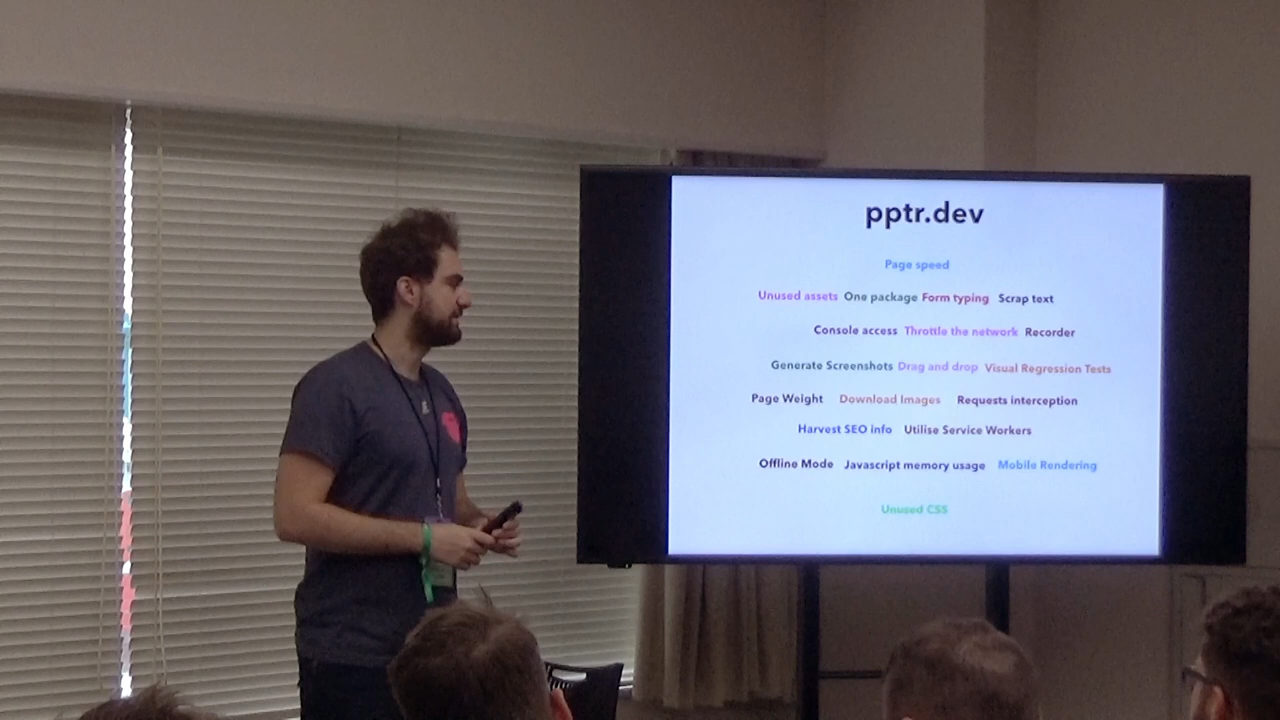 pptr.dev
Page speed
Unused assets One package Form typing Scrap text
Console access Throttle the network Recorder
Generate Screenshots Drag and drop Visual Regression Tests
Page Weight Download Images Requests interception
Harvest SEO info Utilise Service Workers
Offline Mode Javascript memory usage Mobile Rendering
Unused CSS